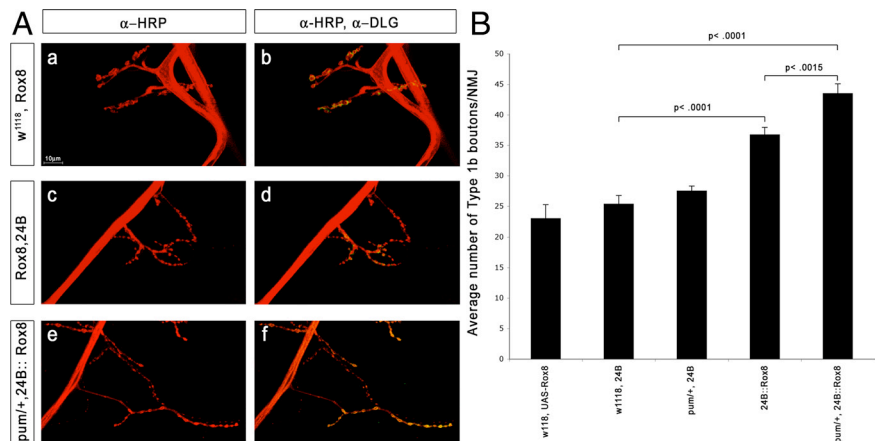 A
α-HRP
α-HRP, α-DLG
w1118, Rox8
a
b
10μm
Rox8,24B
c
d
pum/+,24B:: Rox8
e
f
B
Average number of Type 1b boutons/NMJ
50
45
40
35
30
25
20
15
10
5
0
p< .0001
p< .0015
p< .0001
w118, UAS-Rox8
w1118, 24B
pum/+, 24B
24B::Rox8
pum/+, 24B::Rox8